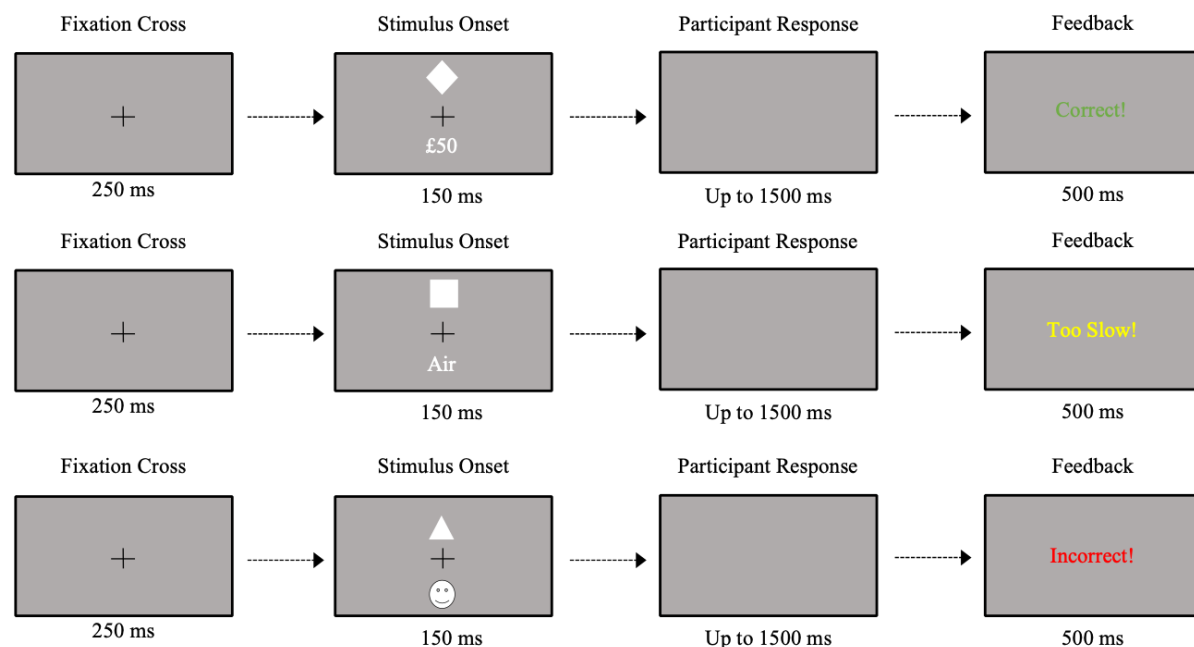 Fixation Cross Stimulus Onset Participant Response Feedback
£50
Correct!
250 ms 150 ms Up to 1500 ms 500 ms
Fixation Cross Stimulus Onset Participant Response Feedback
Air
Too Slow!
250 ms 150 ms Up to 1500 ms 500 ms
Fixation Cross Stimulus Onset Participant Response Feedback
Incorrect!
250 ms 150 ms Up to 1500 ms 500 ms